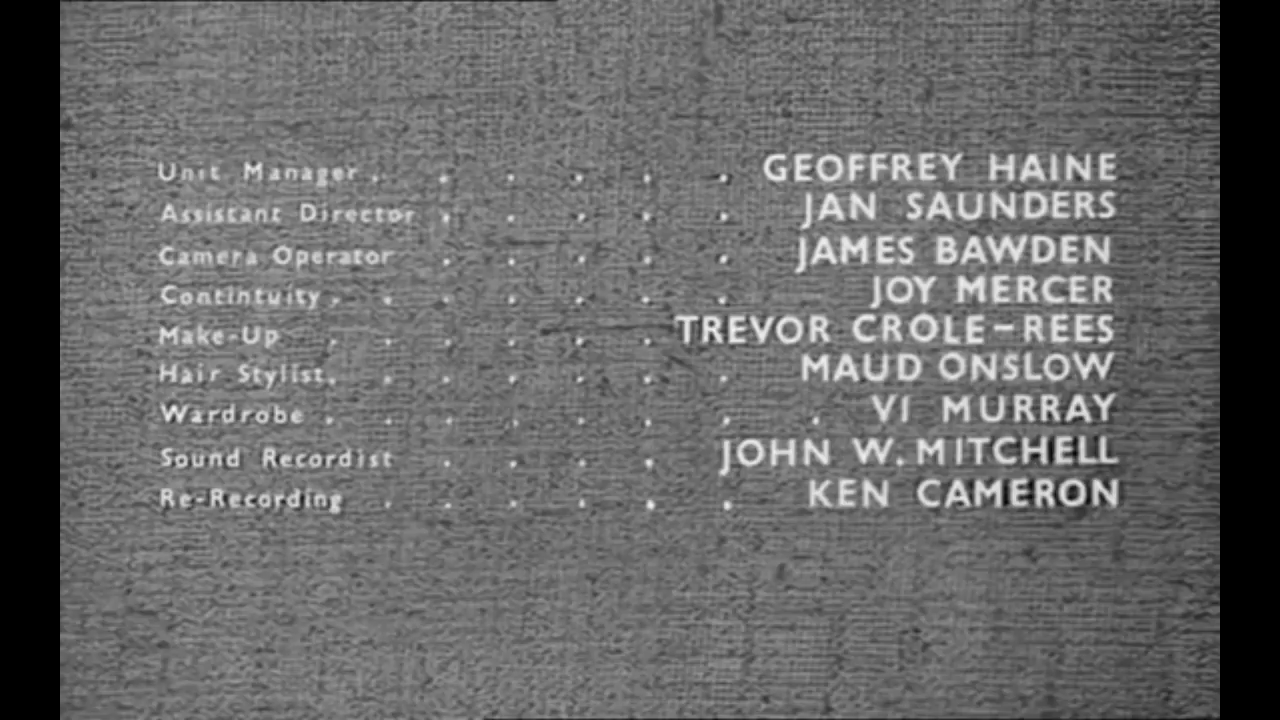 Unit Manager . . . . . . GEOFFREY HAINE
Assistant Director . . . . . JAN SAUNDERS
Camera Operator . . . . . JAMES BAWDEN
Contintuity . . . . . . . JOY MERCER
Make-Up . . . . . . TREVOR CROLE-REES
Hair Stylist . . . . . . . MAUD ONSLOW
Wardrobe . . . . . . . . VI MURRAY
Sound Recordist . . . . JOHN W. MITCHELL
Re-Recording . . . . . . KEN CAMERON